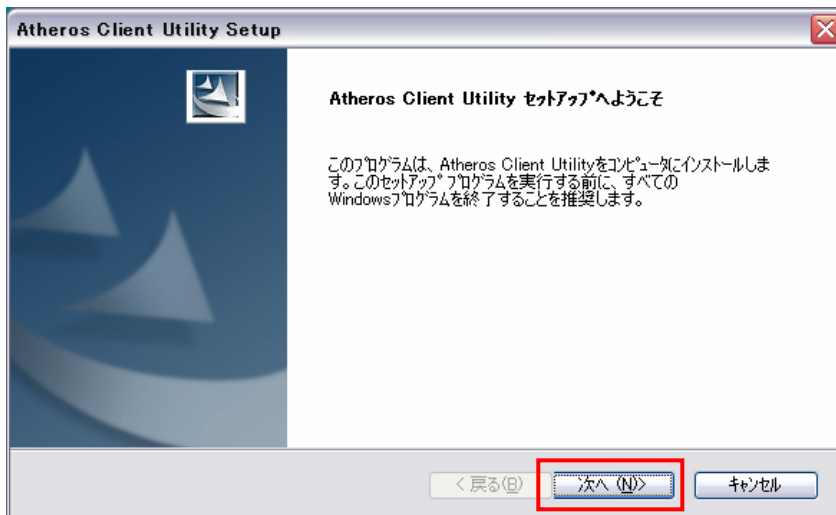 Atheros Client Utility Setup
Atheros Client Utility セットアップへようこそ
このプログラムは、Atheros Client Utilityをコンピュータにインストールしま
す。このセットアップ プログラムを実行する前に、すべての
Windowsプログラムを終了することを推奨します。
< 戻る(B)
次へ (N)>
キャンセル